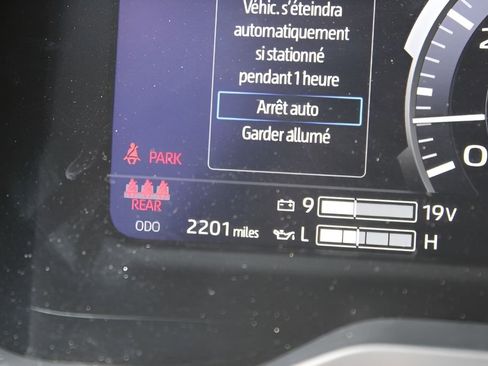 Véhic. s'éteindra
automatiquement
si stationné
pendant 1 heure
Arrêt auto
Garder allumé
PARK
REAR
ODO 2201 miles
9 19V
L H
0